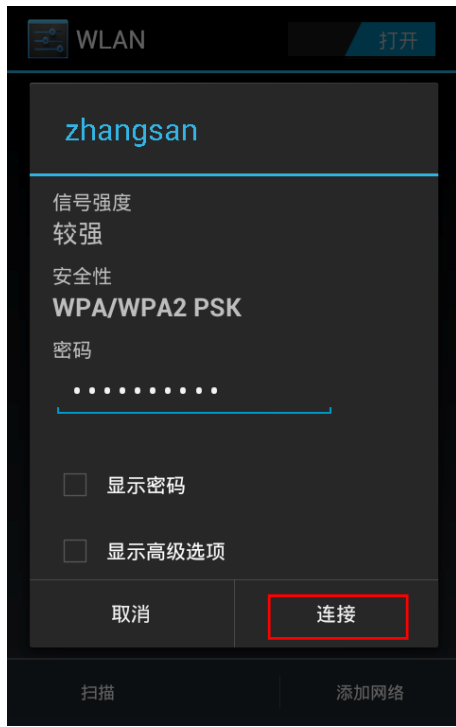 WLAN
打开
zhangsan
信号强度
较强
安全性
WPA/WPA2 PSK
密码
••••••••••
显示密码
显示高级选项
取消
连接
扫描
添加网络